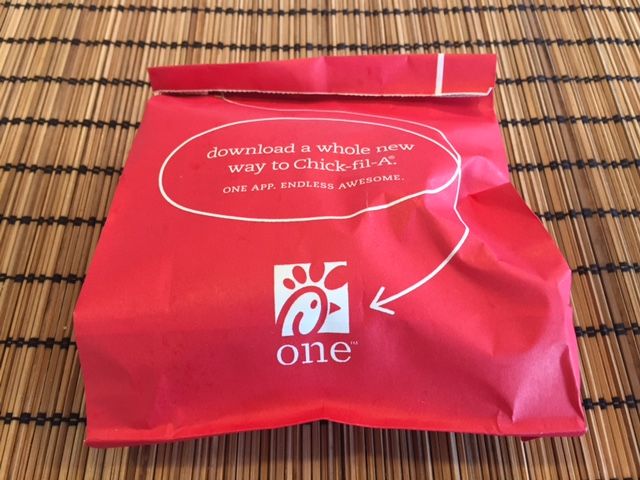 download a whole new
way to Chick-fil-A®.
ONE APP. ENDLESS AWESOME.
one™